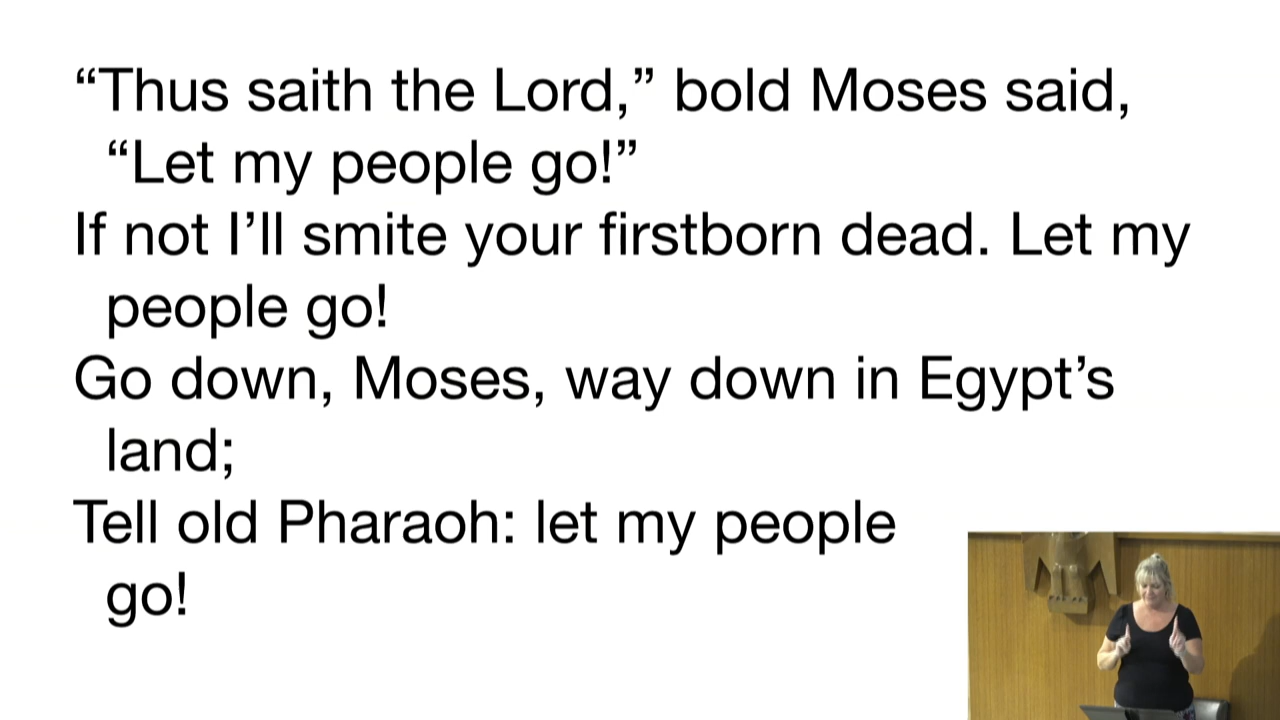 “Thus saith the Lord,” bold Moses said,
“Let my people go!”
If not I’ll smite your firstborn dead. Let my
people go!
Go down, Moses, way down in Egypt’s
land;
Tell old Pharaoh: let my people
go!